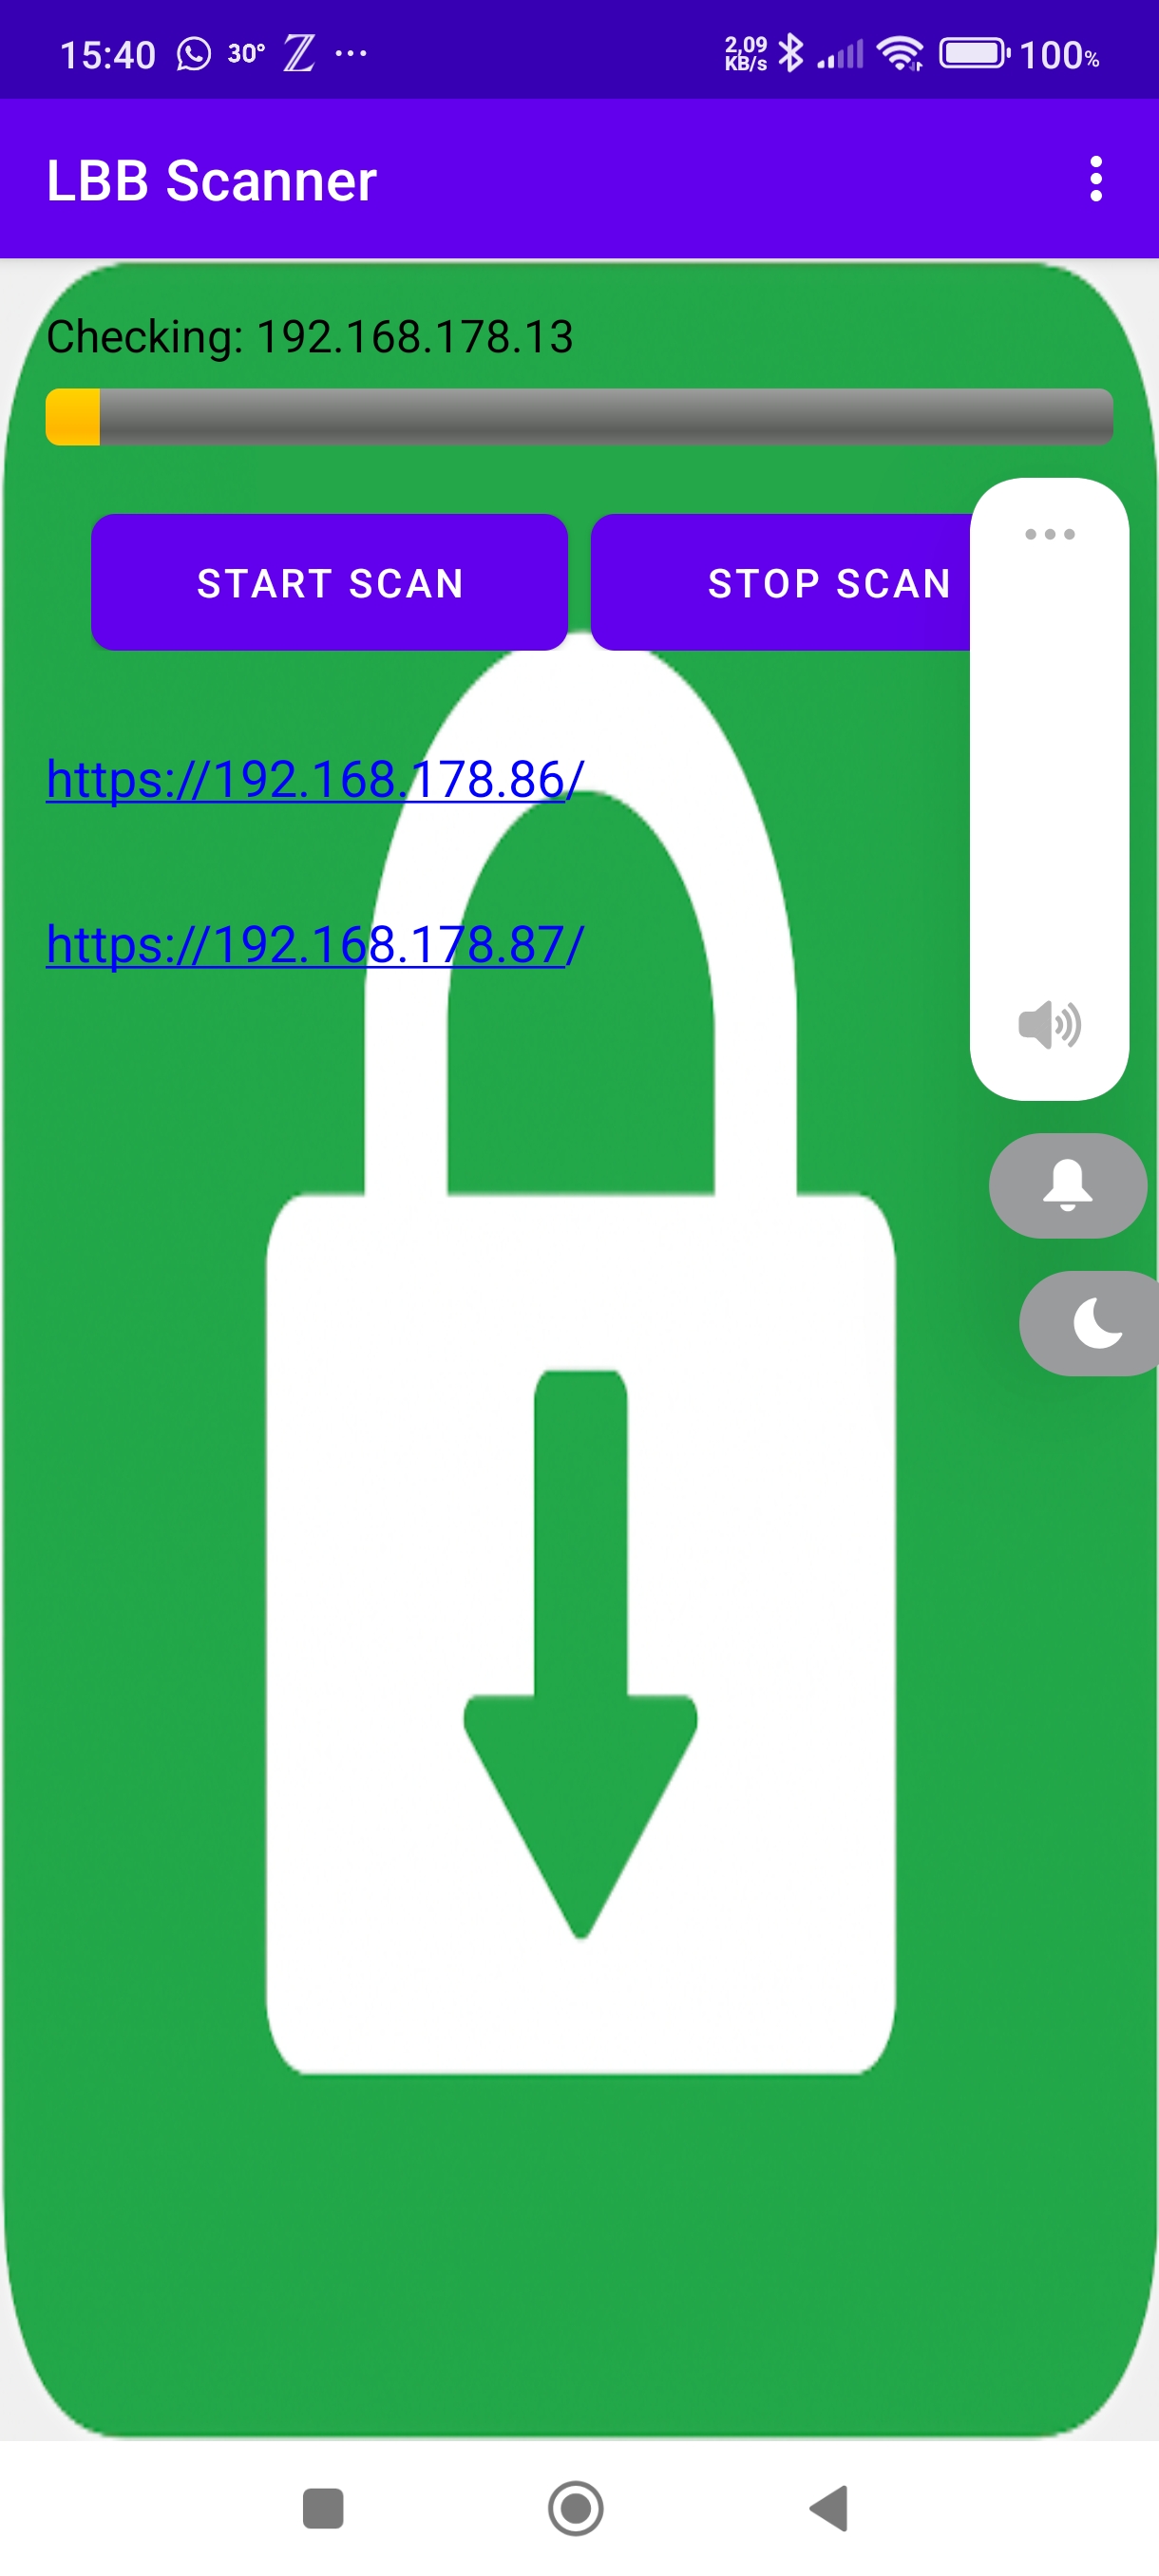 15:40 30° Z ... 2,09 KB/s 100%
LBB Scanner
Checking: 192.168.178.13
START SCAN STOP SCAN
https://192.168.178.86/
https://192.168.178.87/